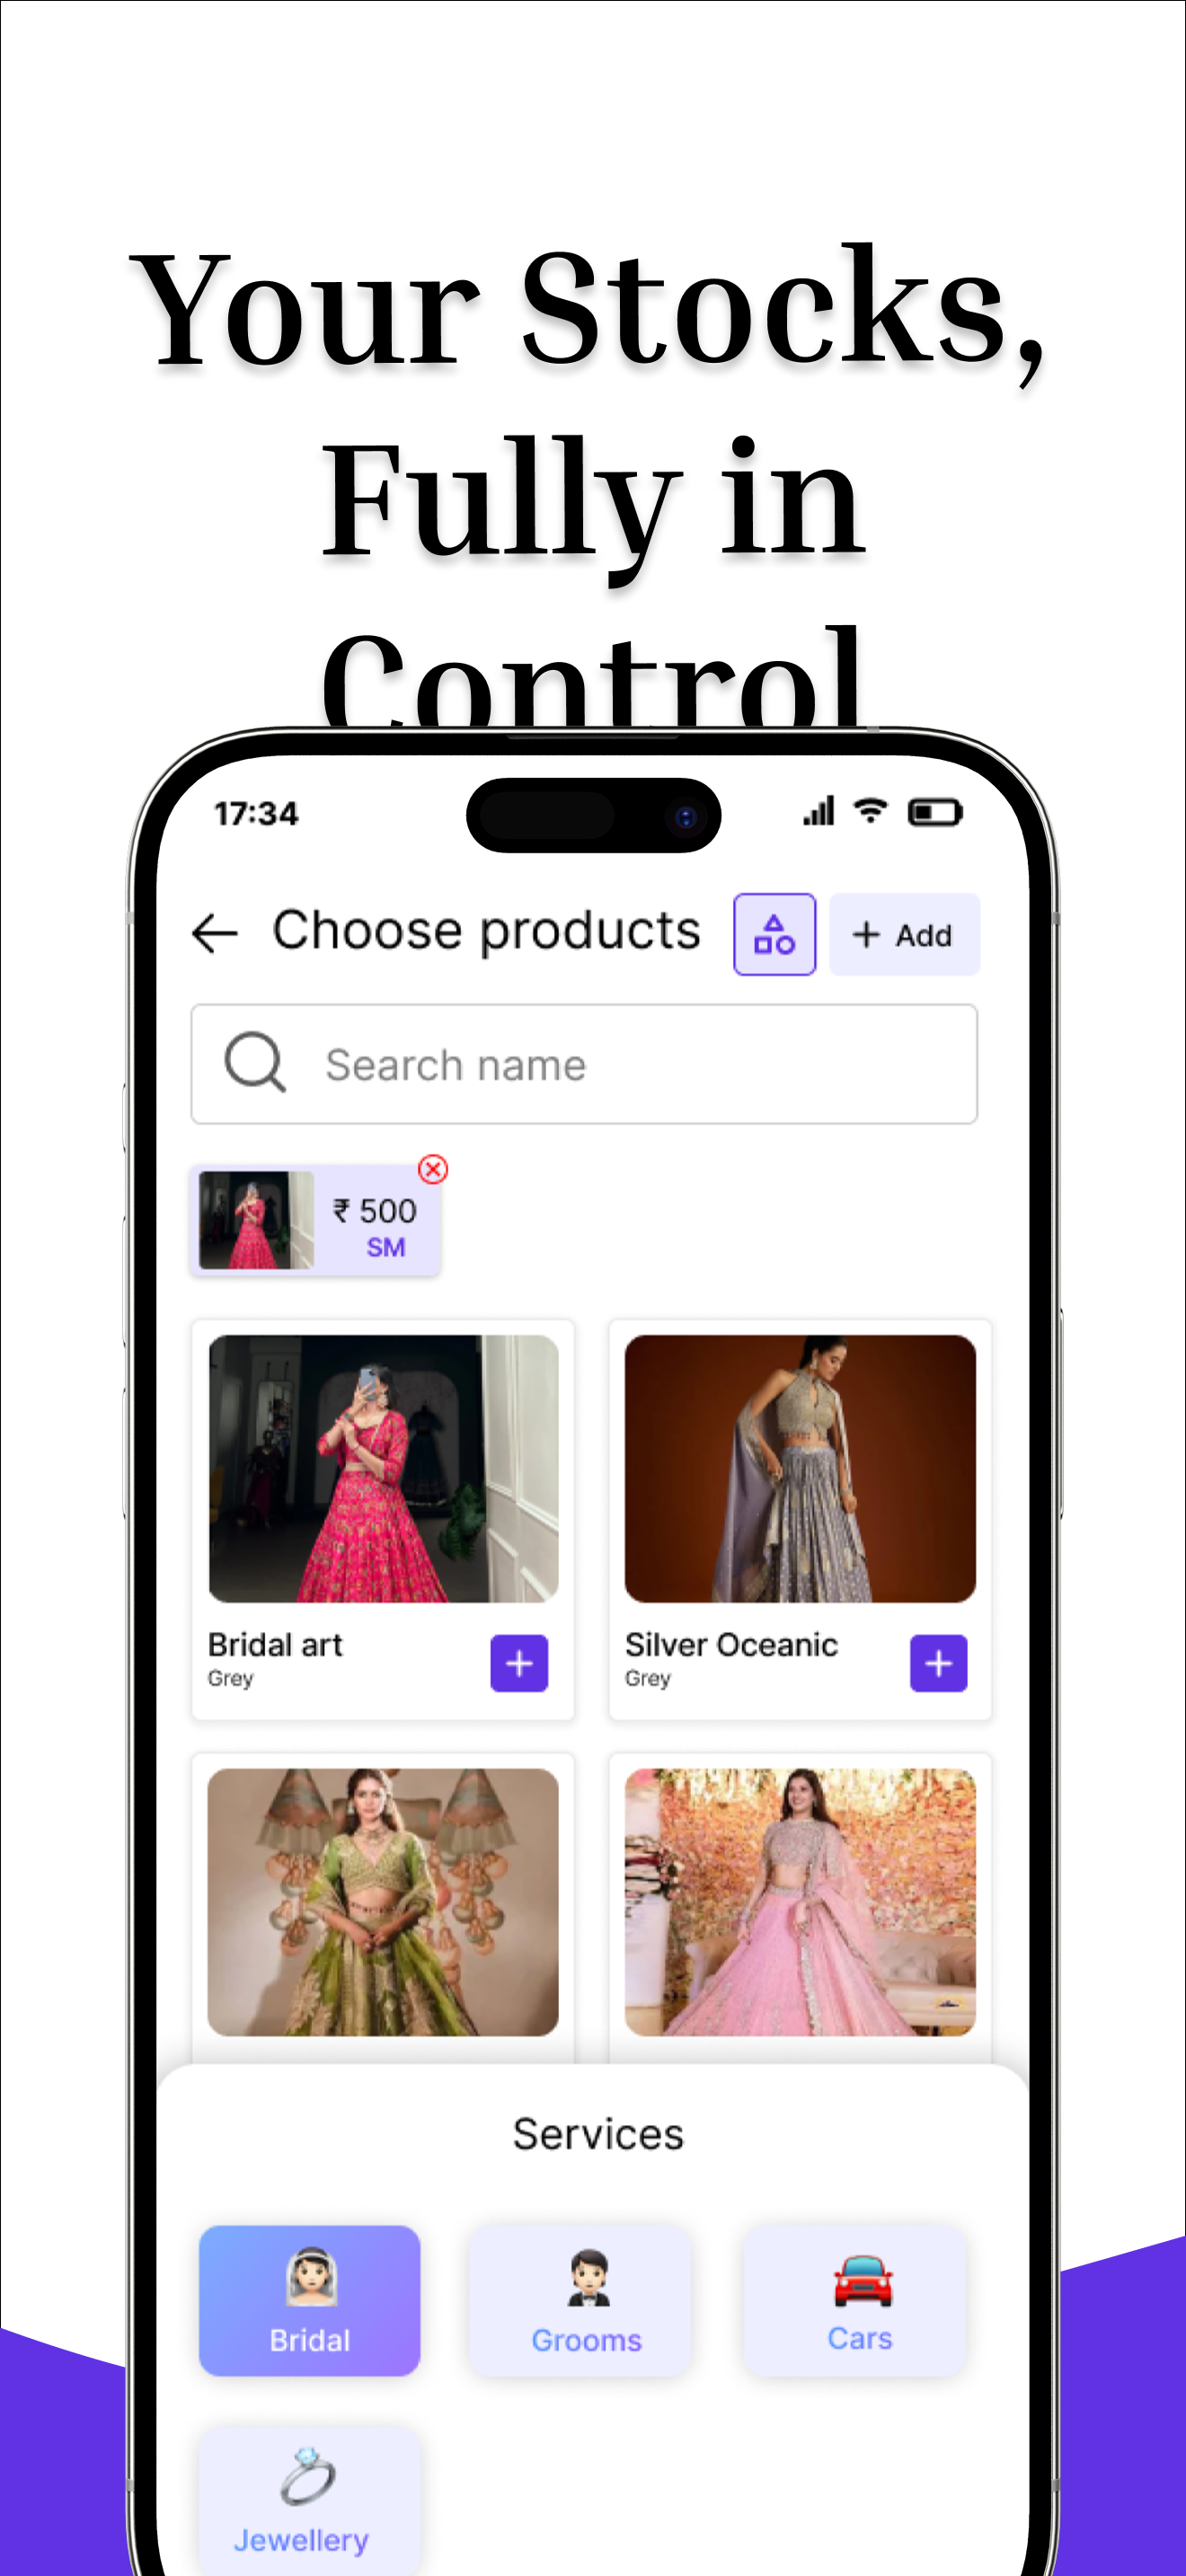 Your Stocks,
Fully in
Control
17:34
Choose products
+ Add
Search name
₹ 500
SM
Bridal art
Grey
Silver Oceanic
Grey
Services
Bridal
Grooms
Cars
Jewellery